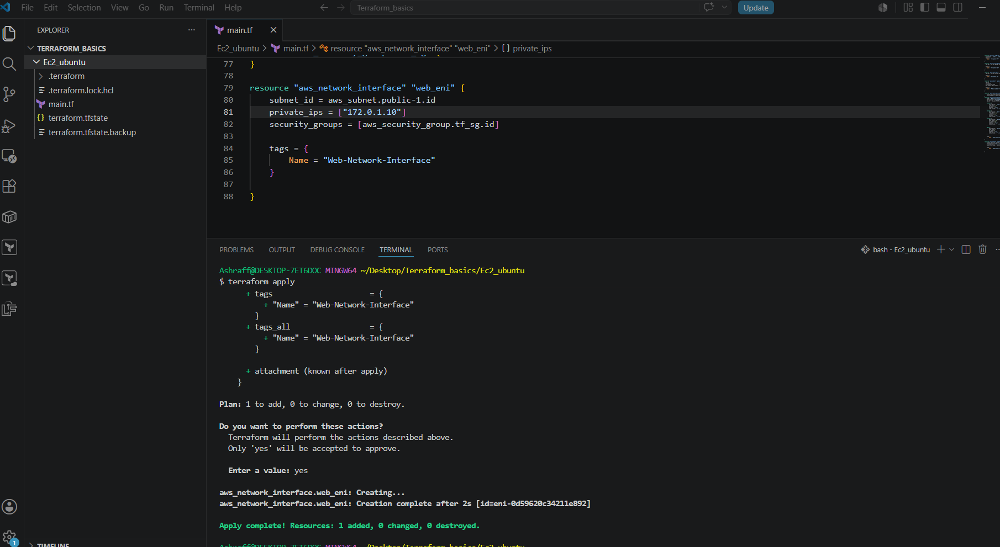 File Edit Selection View Go Run Terminal Help
Terraform_basics
Update
EXPLORER
TERRAFORM_BASICS
Ec2_ubuntu
.terraform
.terraform.lock.hcl
main.tf
terraform.tfstate
terraform.tfstate.backup
TIMELINE
1
main.tf
Ec2_ubuntu > main.tf > resource "aws_network_interface" "web_eni" > [ ] private_ips
77 }
78
79 resource "aws_network_interface" "web_eni" {
80 subnet_id = aws_subnet.public-1.id
81 private_ips = ["172.0.1.10"]
82 security_groups = [aws_security_group.tf_sg.id]
83
84 tags = {
85 Name = "Web-Network-Interface"
86 }
87
88 }
PROBLEMS OUTPUT DEBUG CONSOLE TERMINAL PORTS
bash - Ec2_ubuntu
Ashraff@DESKTOP-7ET6DOC MINGW64 ~/Desktop/Terraform_basics/Ec2_ubuntu
$ terraform apply
+ tags = {
+ "Name" = "Web-Network-Interface"
}
+ tags_all = {
+ "Name" = "Web-Network-Interface"
}
+ attachment (known after apply)
}
Plan: 1 to add, 0 to change, 0 to destroy.
Do you want to perform these actions?
Terraform will perform the actions described above.
Only 'yes' will be accepted to approve.
Enter a value: yes
aws_network_interface.web_eni: Creating...
aws_network_interface.web_eni: Creation complete after 2s [id=eni-0d59620c34211e892]
Apply complete! Resources: 1 added, 0 changed, 0 destroyed.
Ashraff@DESKTOP-7ET6DOC MINGW64 ~/Desktop/Terraform_basics/Ec2_ubuntu